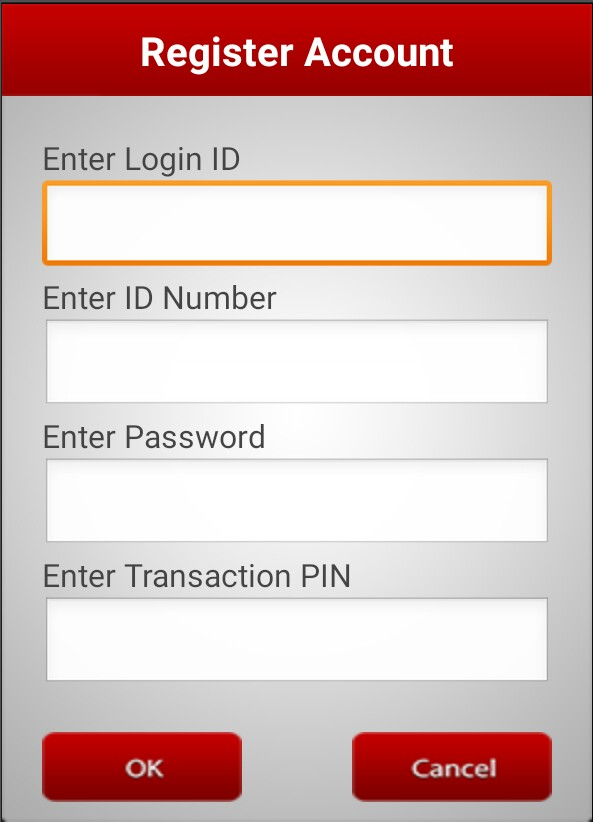 Register Account
Enter Login ID
Enter ID Number
Enter Password
Enter Transaction PIN
OK
Cancel